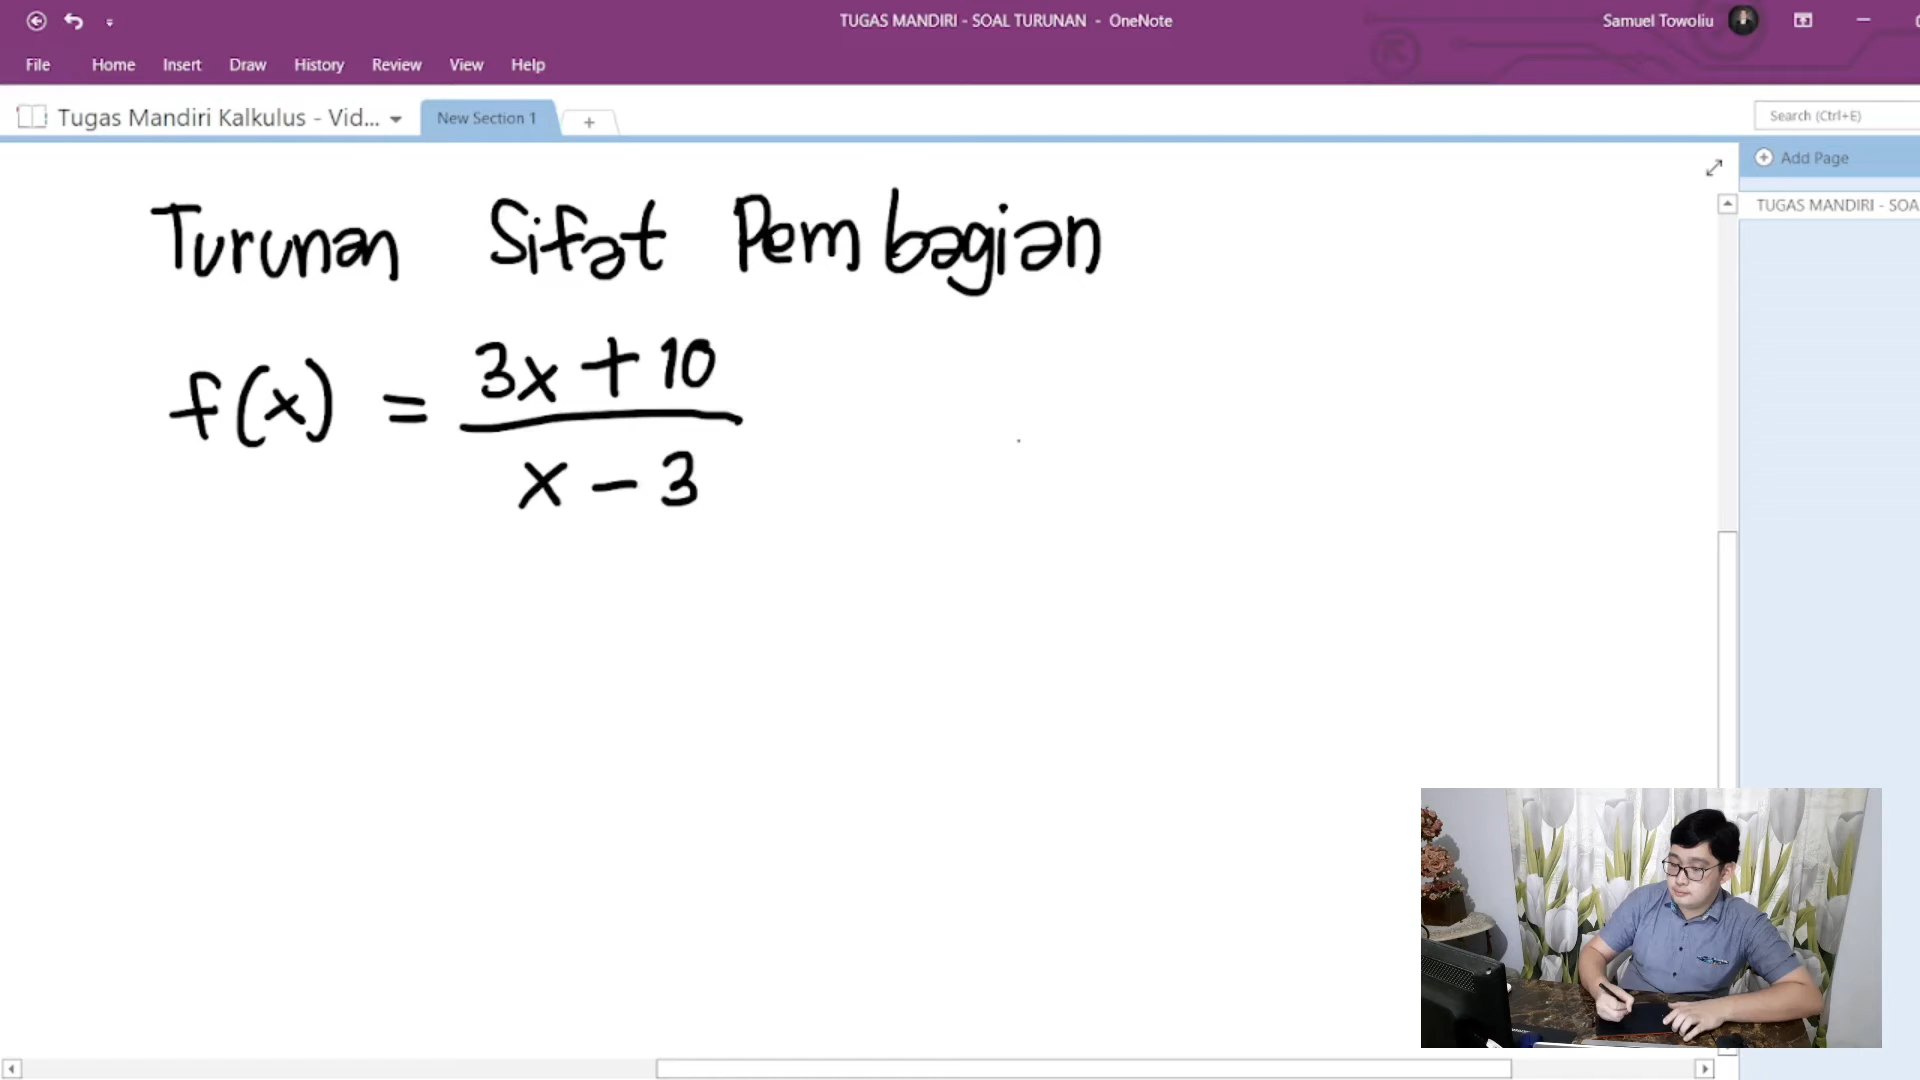 TUGAS MANDIRI - SOAL TURUNAN - OneNote
Samuel Towoliu
File Home Insert Draw History Review View Help
Tugas Mandiri Kalkulus - Vid...
New Section 1
Search (Ctrl+E)
Add Page
TUGAS MANDIRI - SOA
Turunan Sifat Pembagian
f(x) = 3x + 10
x - 3